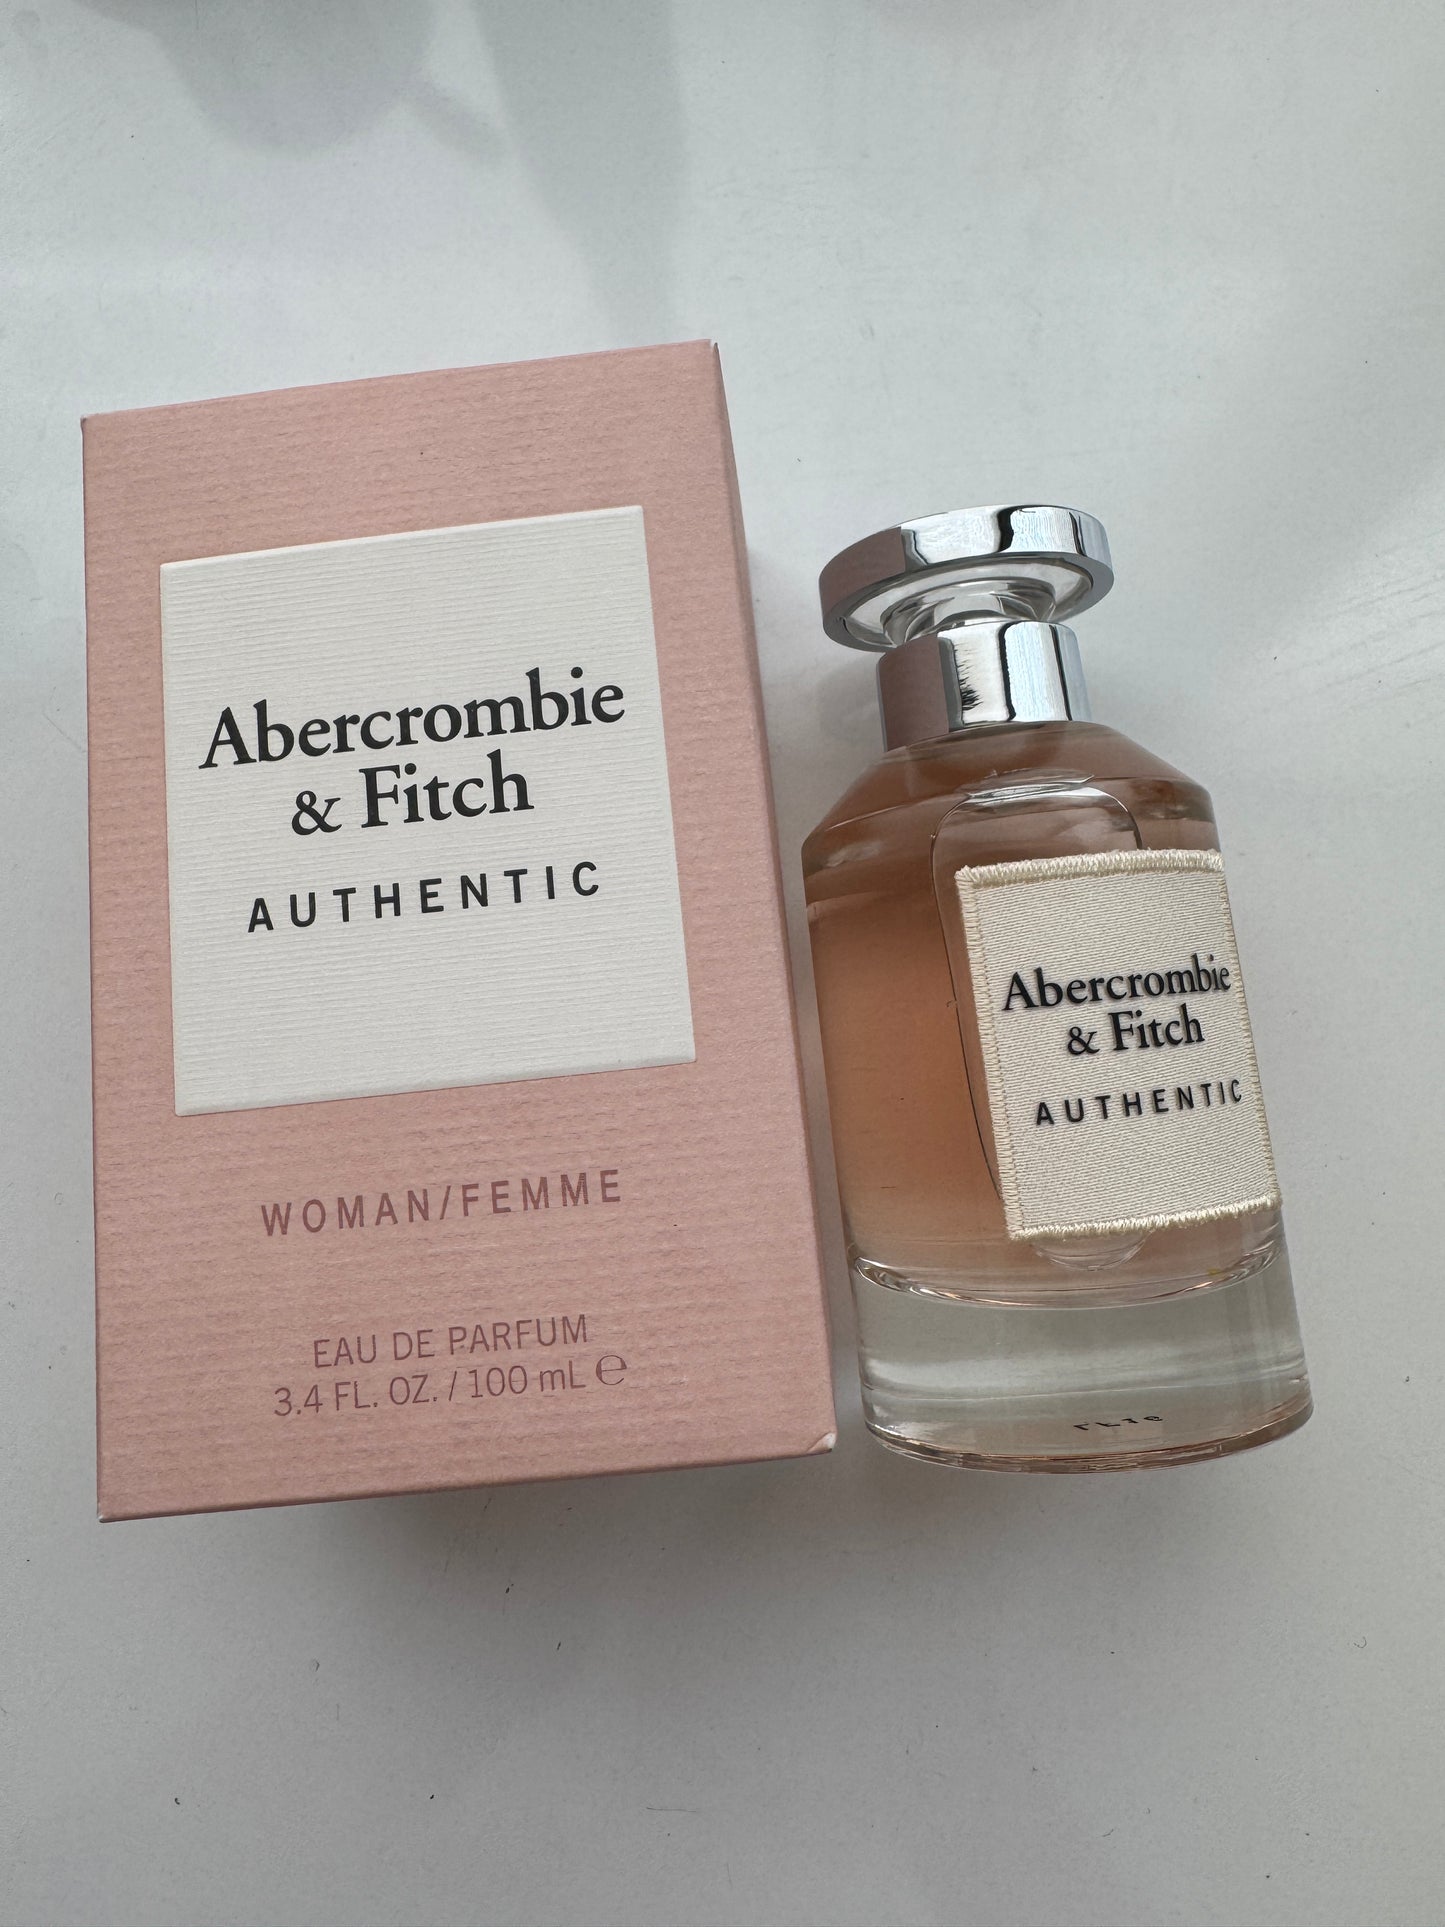 Abercrombie
& Fitch
AUTHENTIC
WOMAN/FEMME
EAU DE PARFUM
3.4 FL. OZ. / 100 mL ℮
Abercrombie
& Fitch
AUTHENTIC